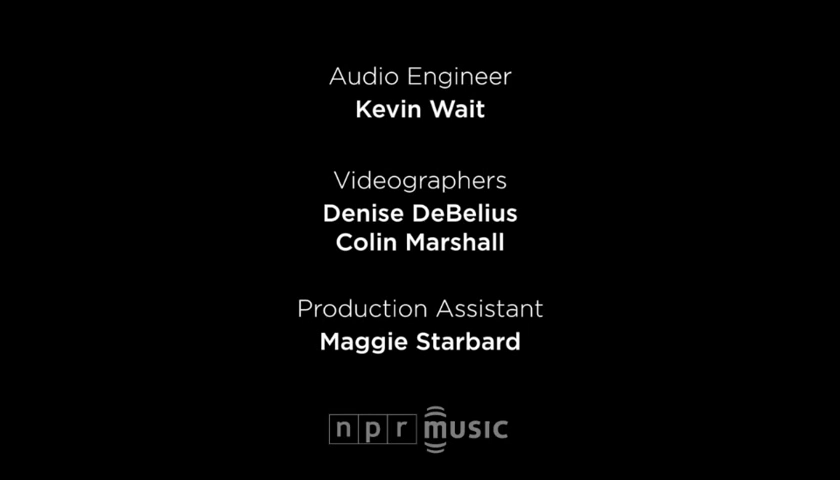 Audio Engineer
Kevin Wait
Videographers
Denise DeBelius
Colin Marshall
Production Assistant
Maggie Starbard
npr music